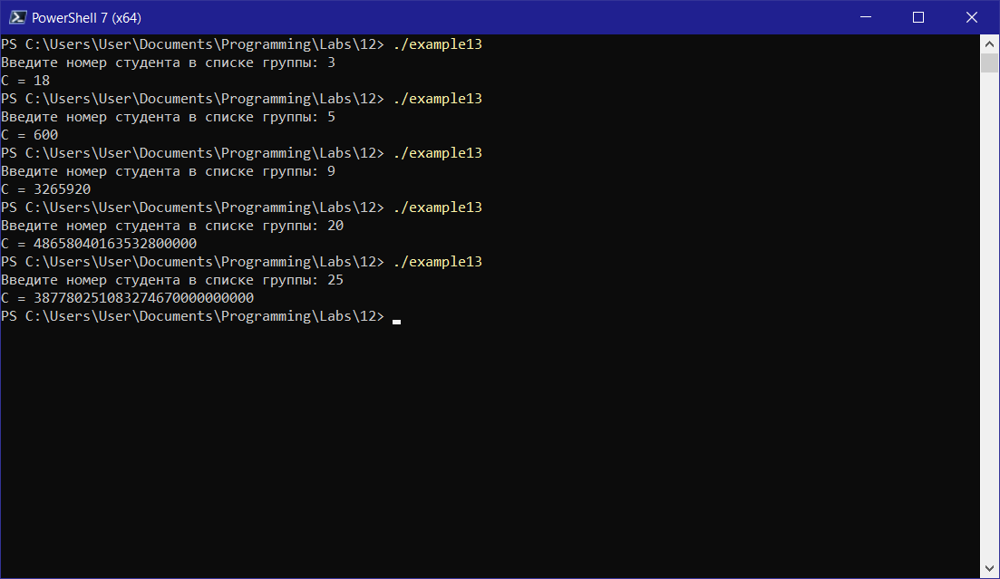 PowerShell 7 (x64)
PS C:\Users\User\Documents\Programming\Labs\12> ./example13
Введите номер студента в списке группы: 3
C = 18
PS C:\Users\User\Documents\Programming\Labs\12> ./example13
Введите номер студента в списке группы: 5
C = 600
PS C:\Users\User\Documents\Programming\Labs\12> ./example13
Введите номер студента в списке группы: 9
C = 3265920
PS C:\Users\User\Documents\Programming\Labs\12> ./example13
Введите номер студента в списке группы: 20
C = 48658040163532800000
PS C:\Users\User\Documents\Programming\Labs\12> ./example13
Введите номер студента в списке группы: 25
C = 387780251083274670000000000
PS C:\Users\User\Documents\Programming\Labs\12>